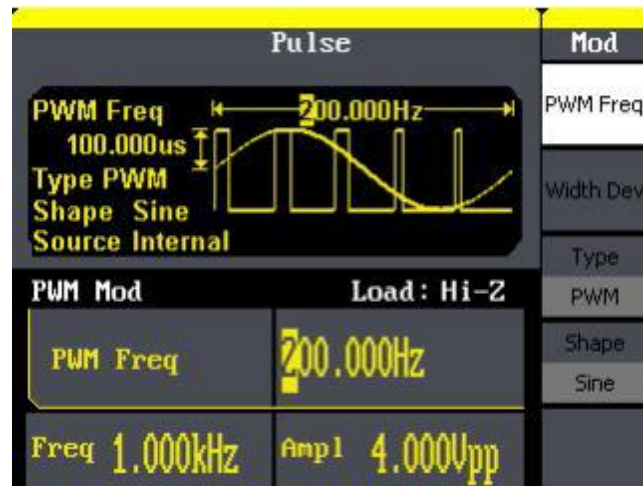 Pulse
Mod
PWM Freq
200.000Hz
100.000us
Type PWM
Shape Sine
Source Internal
PWM Mod
Load: Hi-Z
PWM Freq
200.000Hz
Freq 1.000kHz
Ampl 4.000Vpp
PWM Freq
Width Dev
Type
PWM
Shape
Sine